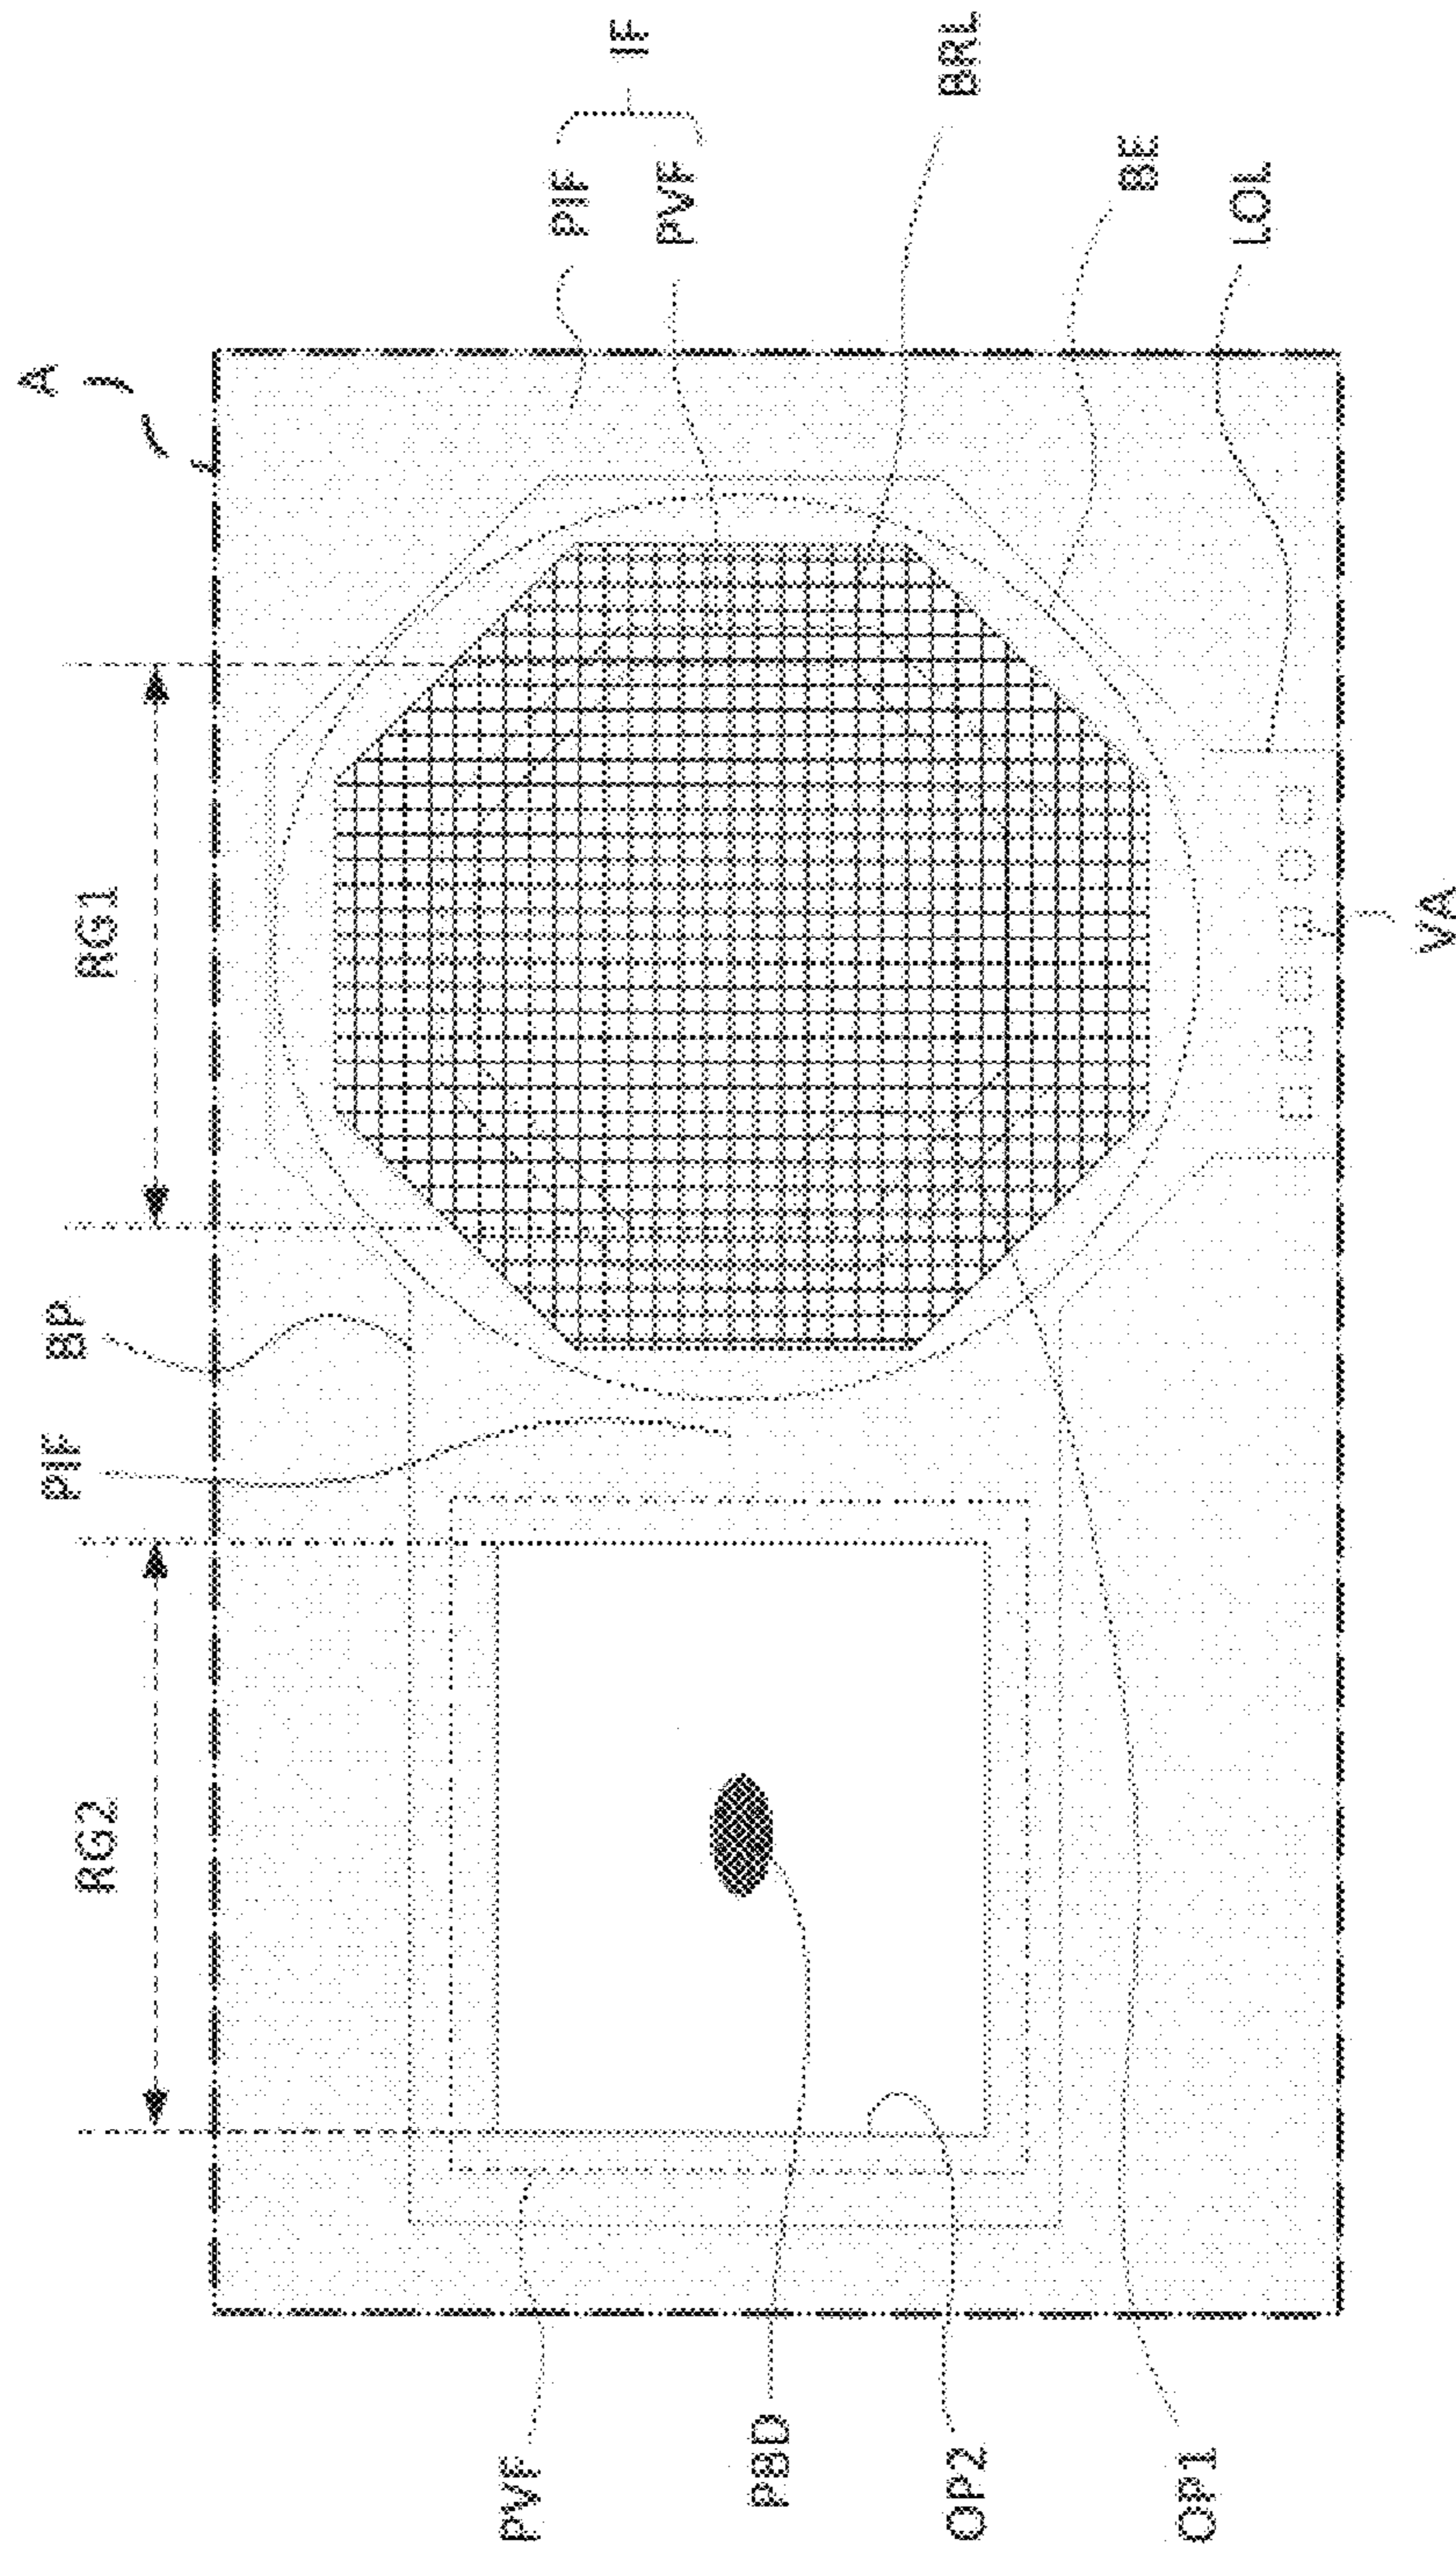 A
RG2
RG1
PIF
BP
IF
PIF
PVF
BRL
BE
LOL
PVF
PBD
OP2
OP1
VA